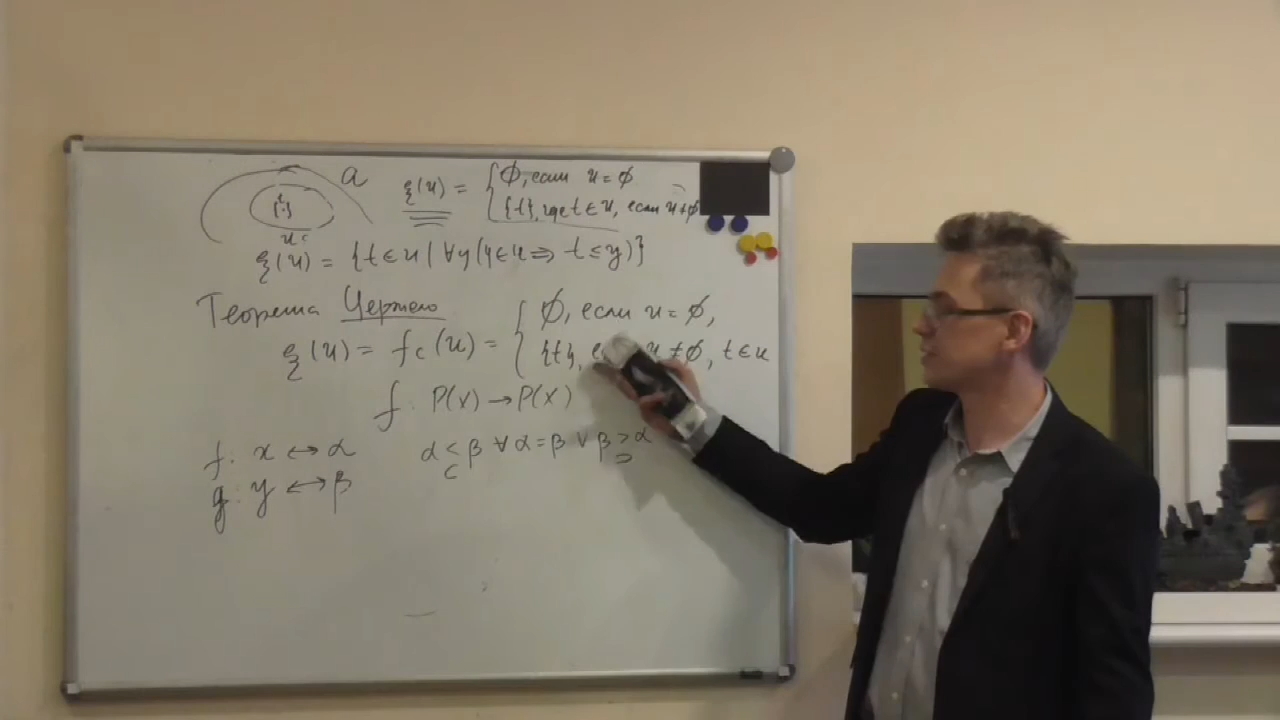 a
ξ(u) = { ∅, если u = ∅
{t}, где t ∈ u, если u ≠ ∅
t
{·}
u
ξ(u) = {t ∈ u | ∀y (y ∈ u ⇒ t ≤ y)}
Теорема Цермело
ξ(u) = f_c(u) = { ∅, если u = ∅,
{t}, u ≠ ∅, t ∈ u
f: P(X) → P(X)
f: x ↔ α
α < β ∨ α = β ∨ β > α
⊂ ⊃
g: y ↔ β